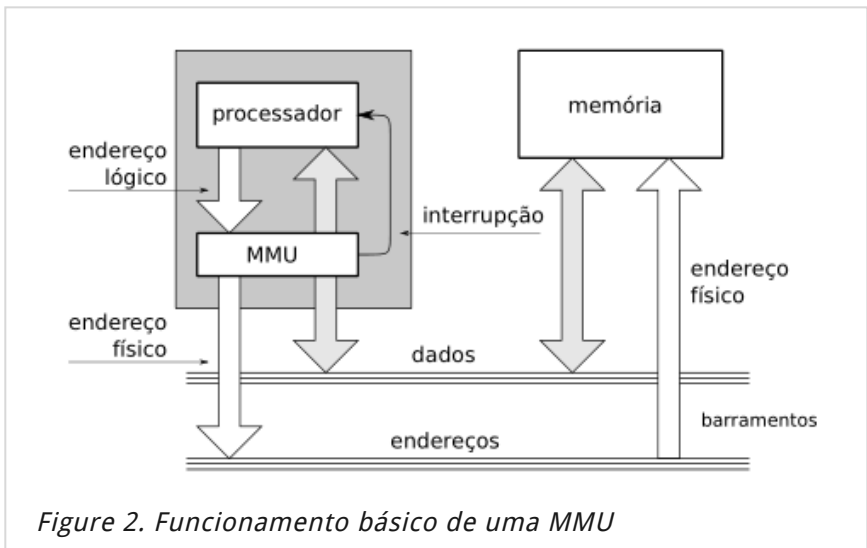 processador
memória
endereço
lógico
interrupção
MMU
endereço
físico
endereço
físico
dados
barramentos
endereços
Figure 2. Funcionamento básico de uma MMU